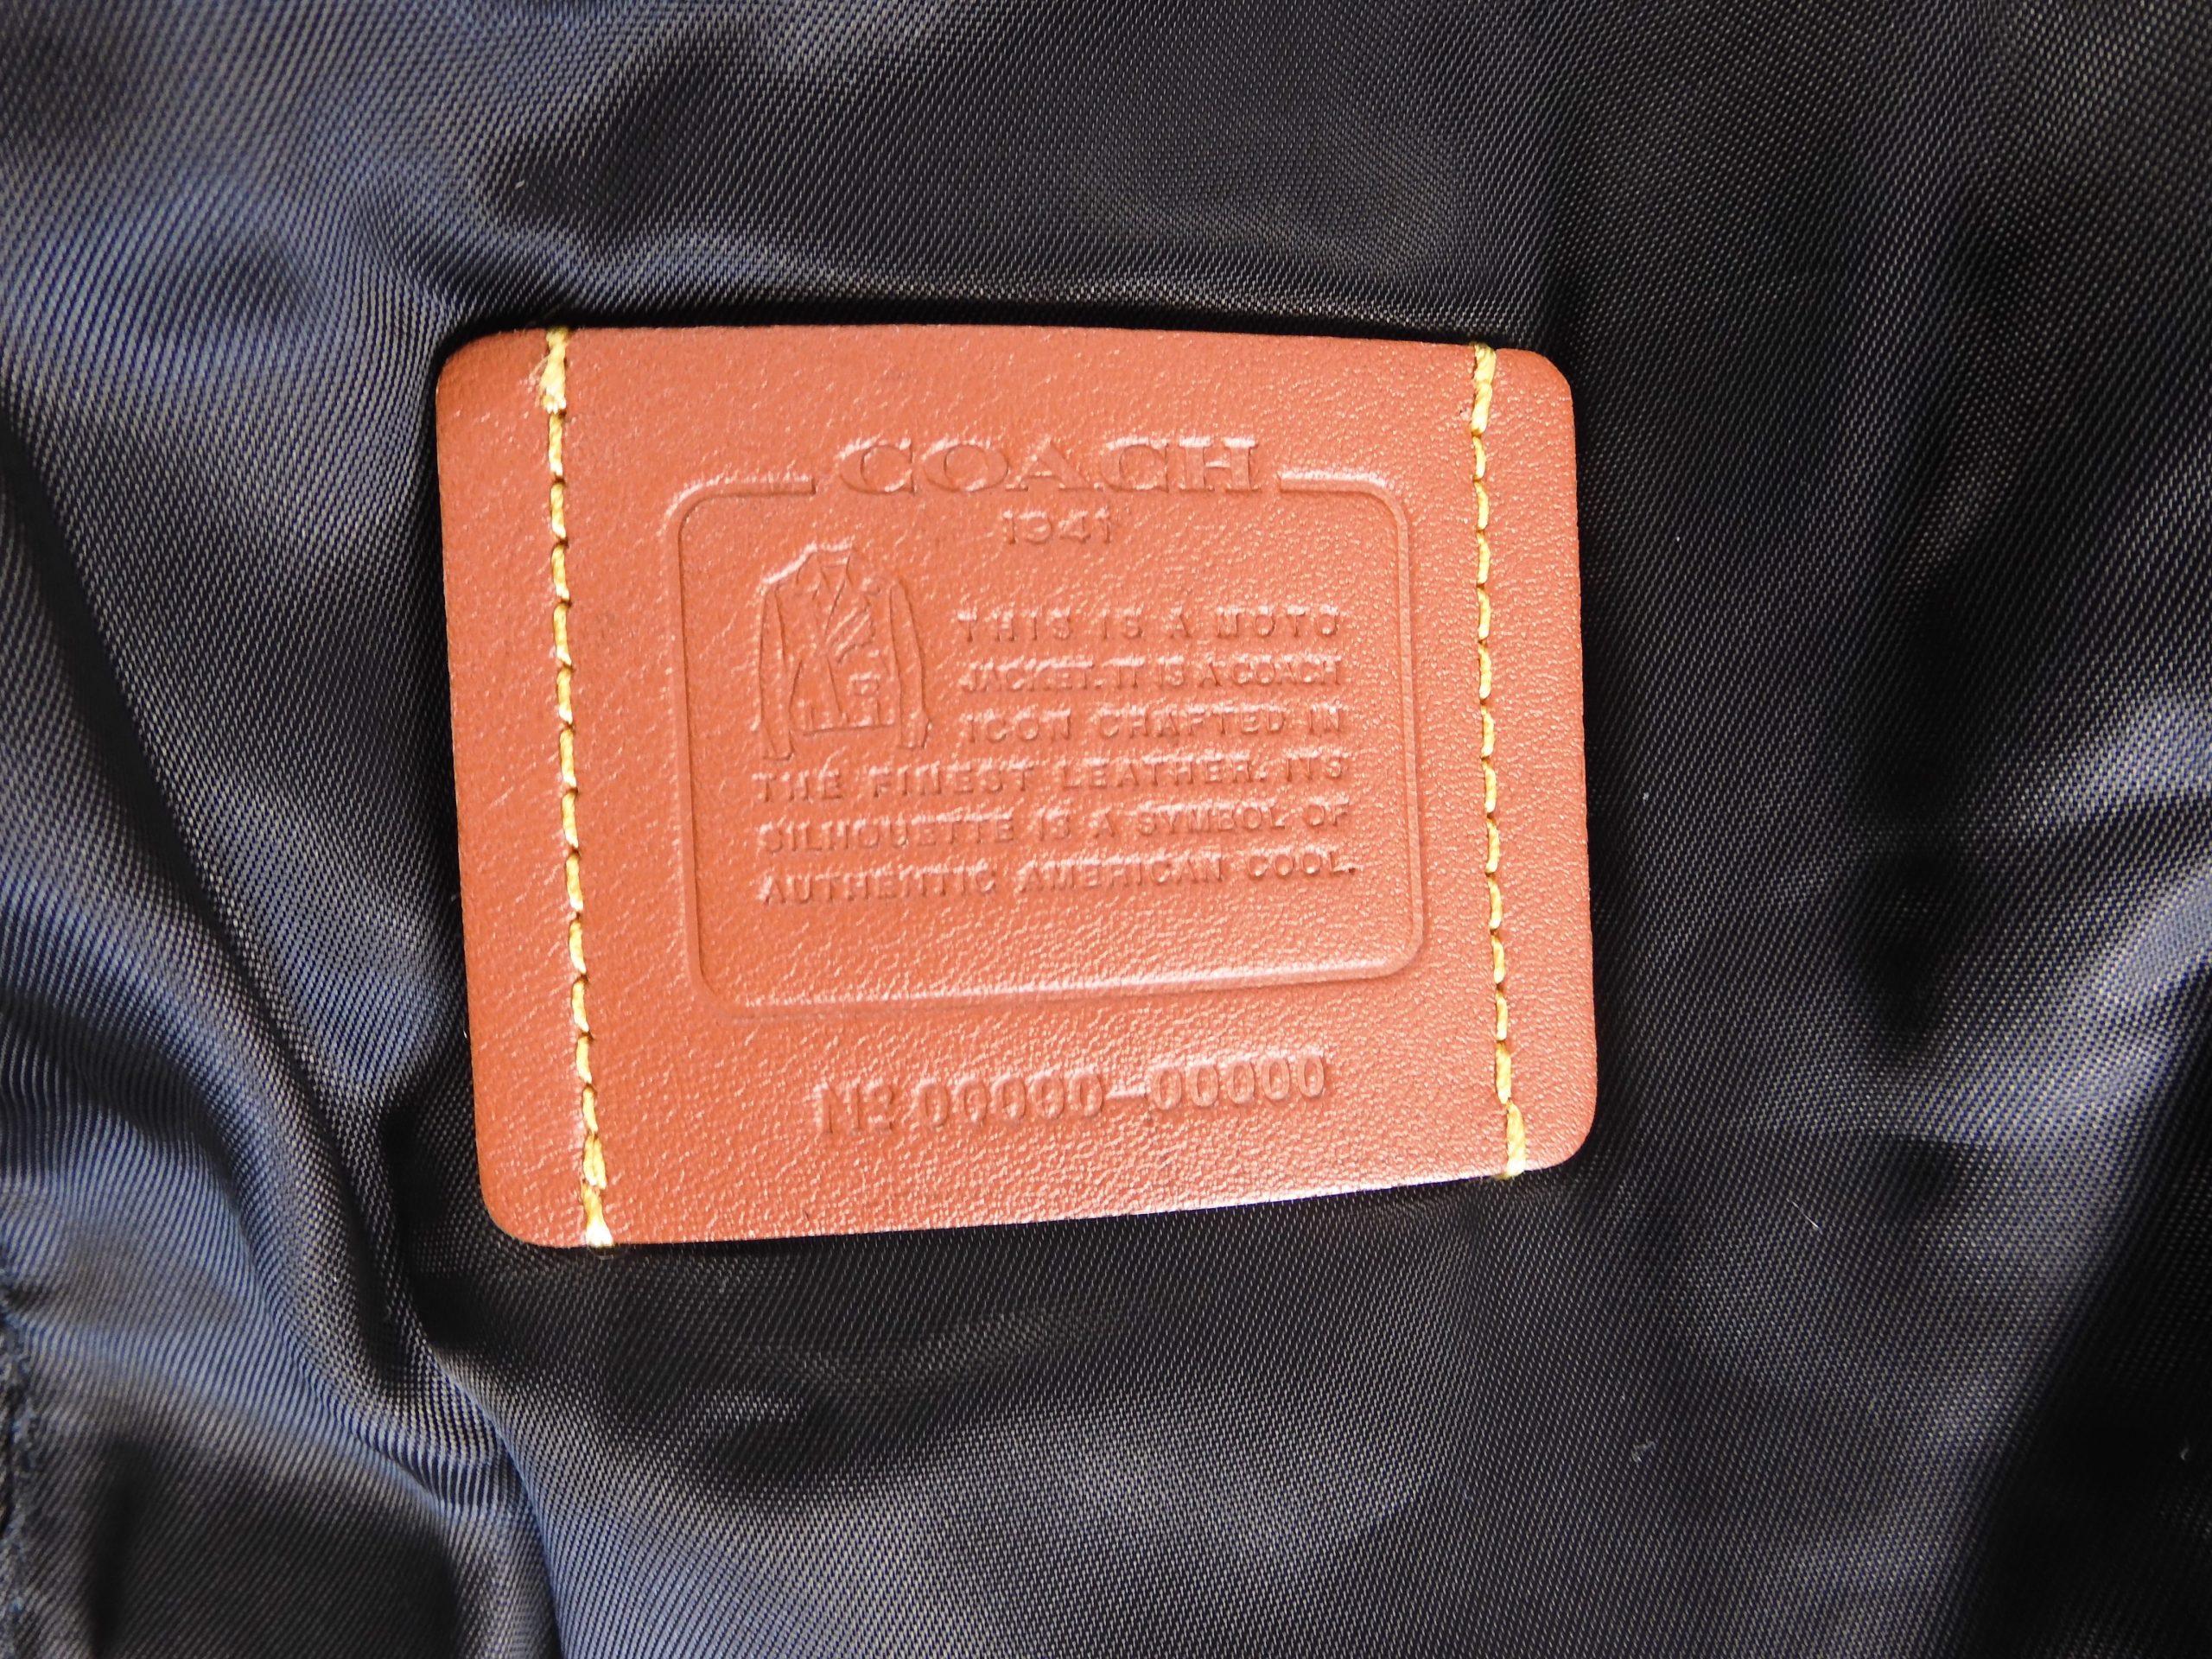 COACH
1941
THIS IS A MOTO
JACKET. IT IS A COACH
ICON CRAFTED IN
THE FINEST LEATHER. ITS
SILHOUETTE IS A SYMBOL OF
AUTHENTIC AMERICAN COOL.
Nº 00000-00000